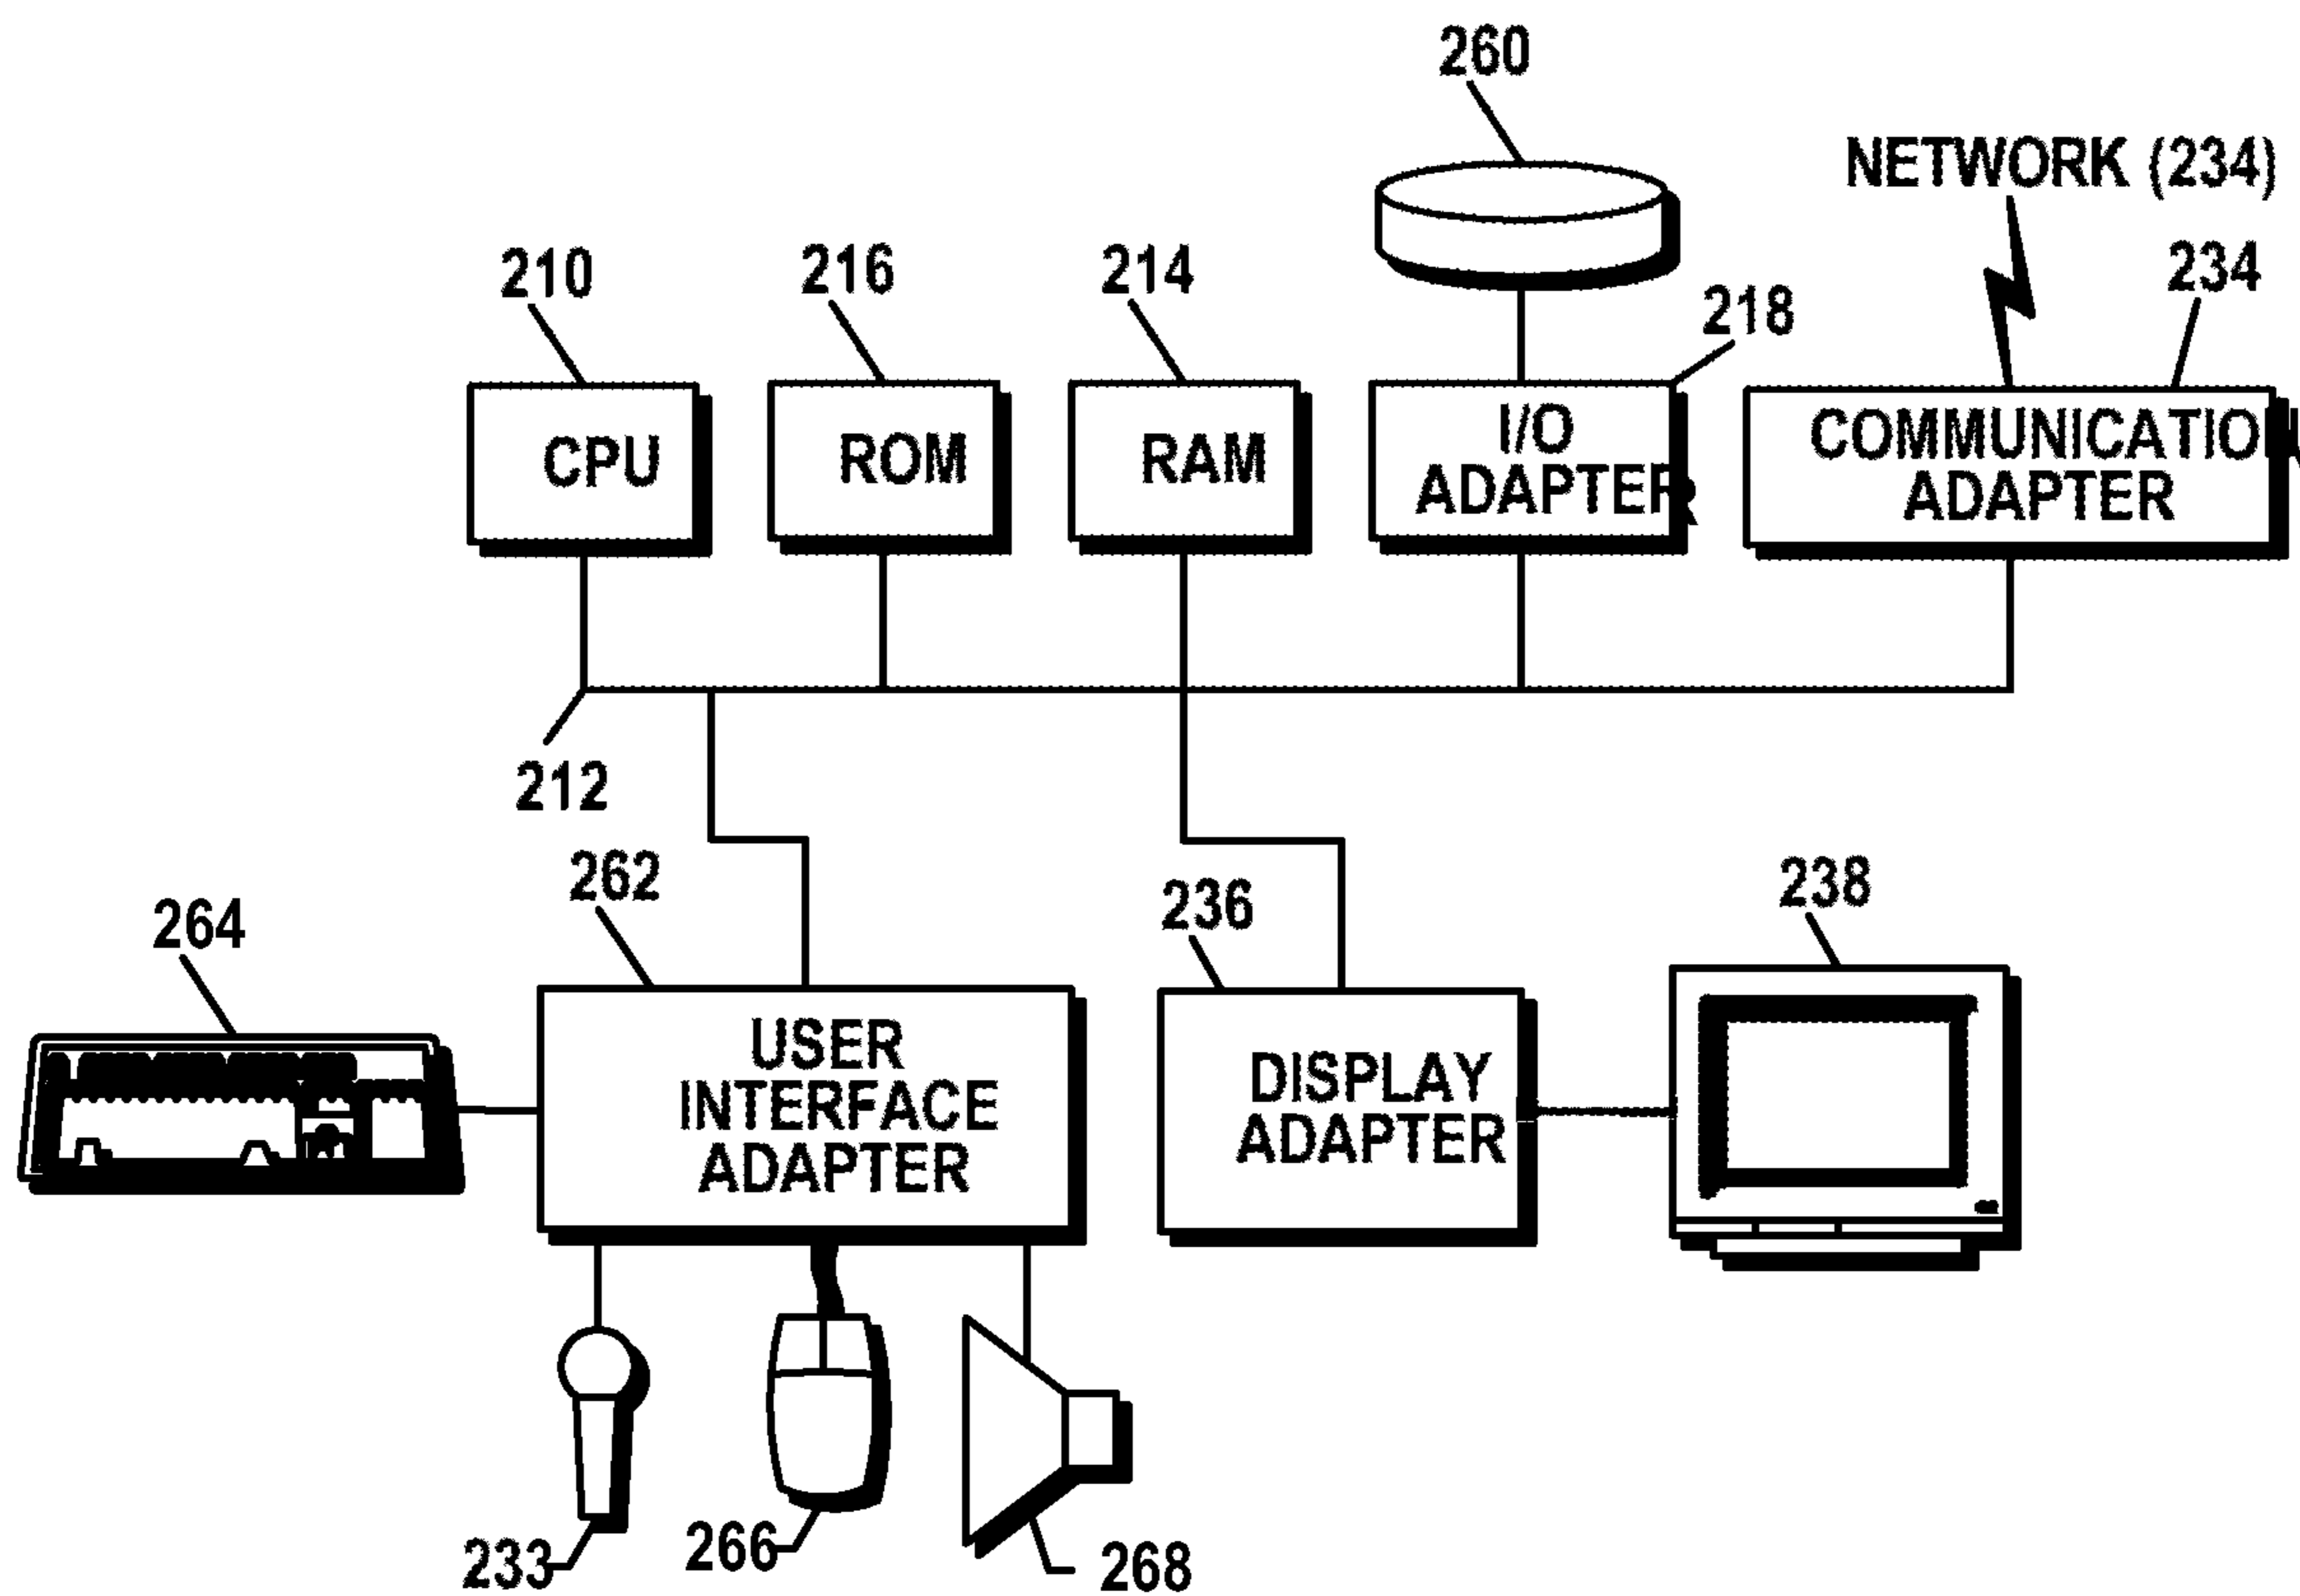 260
NETWORK (234)
210
216
214
218
234
CPU
ROM
RAM
I/O
ADAPTER
COMMUNICATION
ADAPTER
212
262
236
238
264
USER
INTERFACE
ADAPTER
DISPLAY
ADAPTER
233
266
268